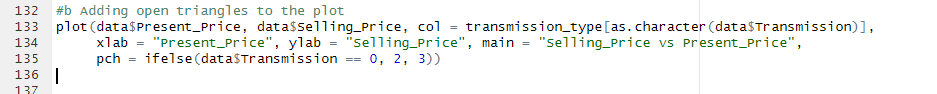 132 #b Adding open triangles to the plot
133 plot(data$Present_Price, data$Selling_Price, col = transmission_type[as.character(data$Transmission)],
134 xlab = "Present_Price", ylab = "Selling_Price", main = "Selling_Price vs Present_Price",
135 pch = ifelse(data$Transmission == 0, 2, 3))
136
137